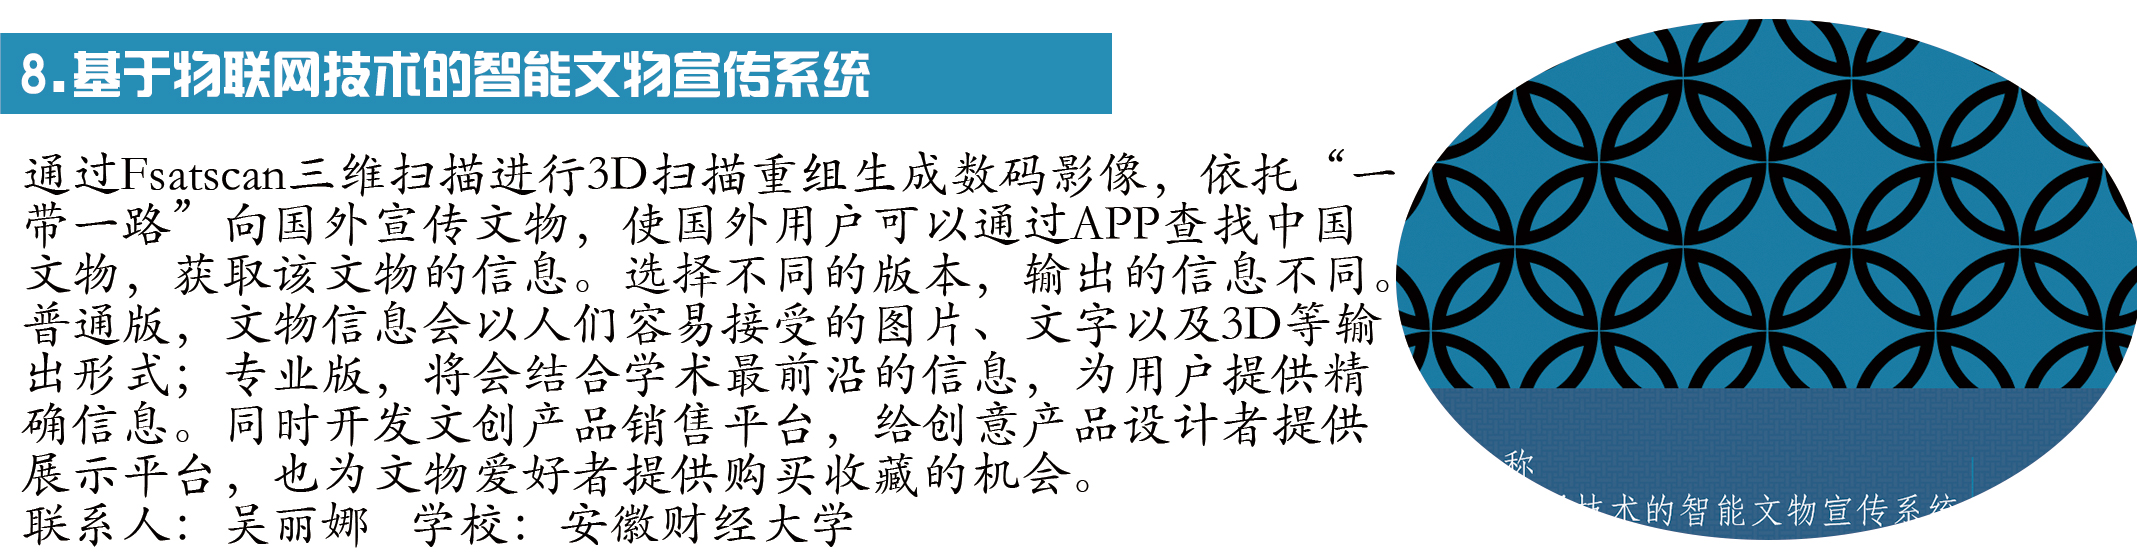 8.基于物联网技术的智能文物宣传系统
通过Fsatscan三维扫描进行3D扫描重组生成数码影像，依托“一
带一路”向国外宣传文物，使国外用户可以通过APP查找中国
文物，获取该文物的信息。选择不同的版本，输出的信息不同。
普通版，文物信息会以人们容易接受的图片、文字以及3D等输
出形式；专业版，将会结合学术最前沿的信息，为用户提供精
确信息。同时开发文创产品销售平台，给创意产品设计者提供
展示平台，也为文物爱好者提供购买收藏的机会。
联系人：吴丽娜 学校：安徽财经大学
称
技术的智能文物宣传系统